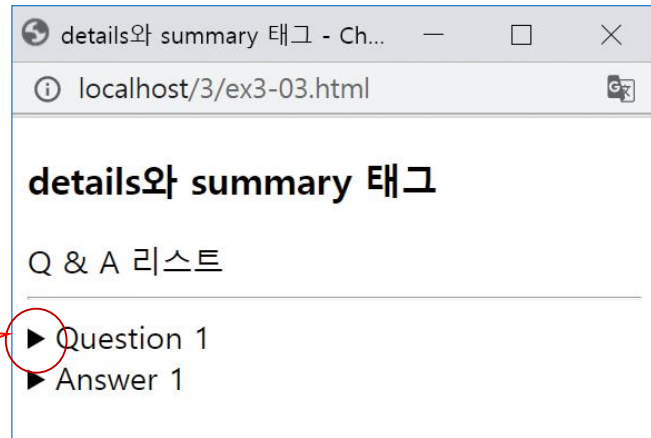 details와 summary 태그 - Ch...
localhost/3/ex3-03.html
details와 summary 태그
Q & A 리스트
▶ Question 1
▶ Answer 1